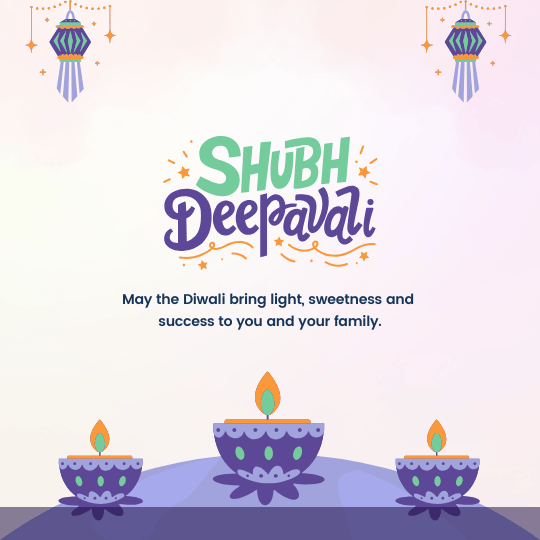 SHUBH
Deepavali
May the Diwali bring light, sweetness and
success to you and your family.